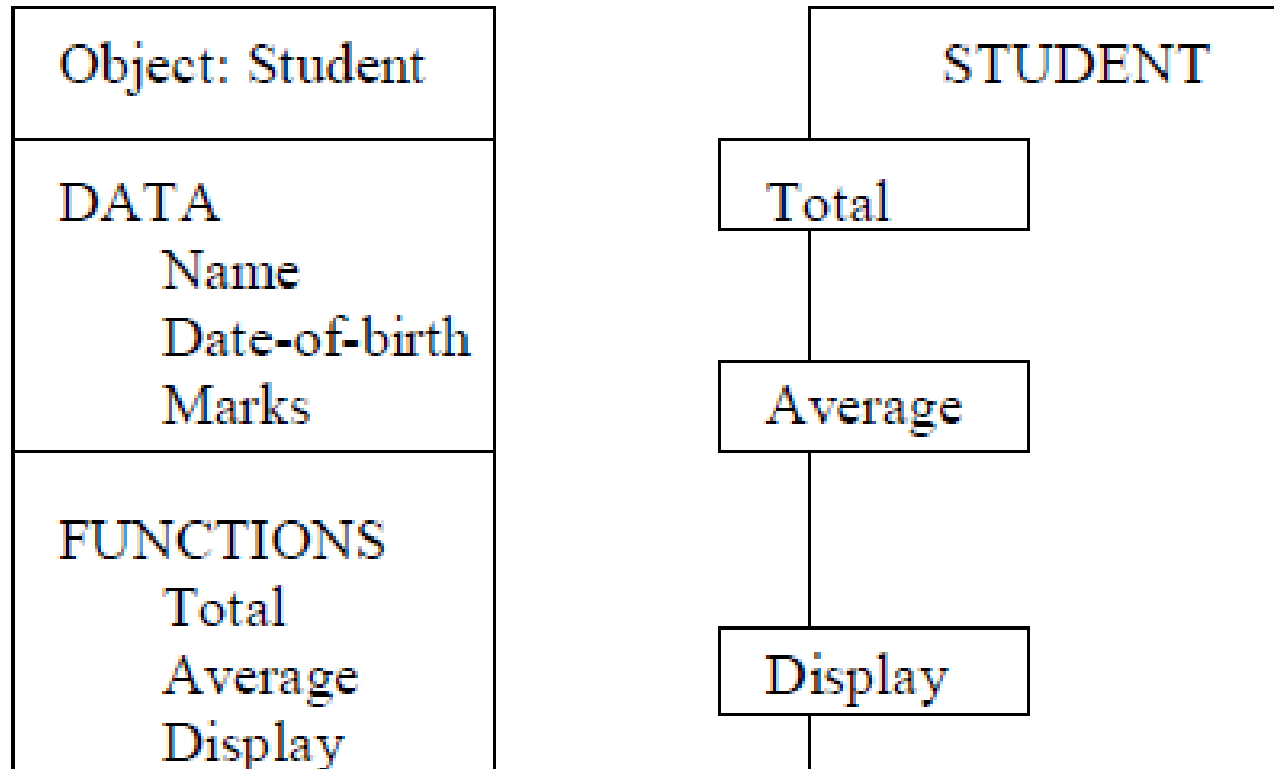 Object: Student
DATA
Name
Date-of-birth
Marks
FUNCTIONS
Total
Average
Display
STUDENT
Total
Average
Display